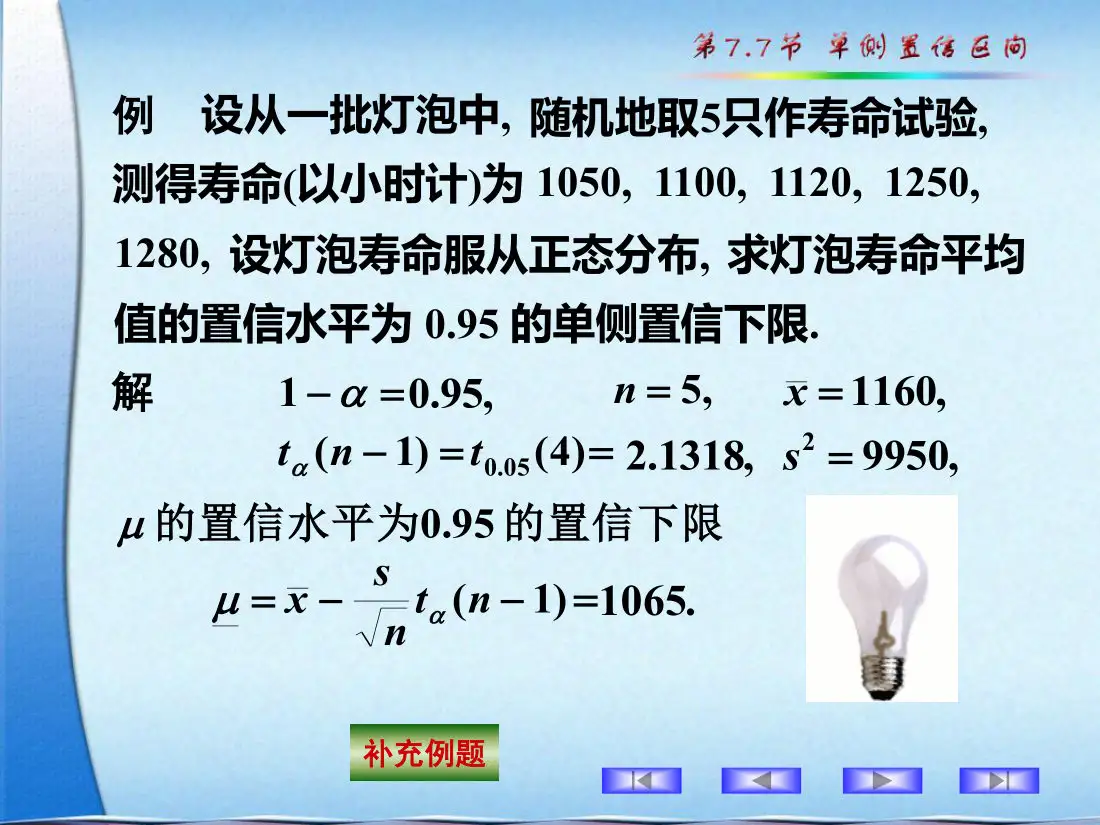 第7.7节 单侧置信区间
例 设从一批灯泡中, 随机地取5只作寿命试验,
测得寿命(以小时计)为 1050, 1100, 1120, 1250,
1280, 设灯泡寿命服从正态分布, 求灯泡寿命平均
值的置信水平为 0.95 的单侧置信下限.
解 1 − α = 0.95, n = 5, x̄ = 1160,
t_α(n − 1) = t_0.05(4) = 2.1318, s² = 9950,
μ 的置信水平为0.95 的置信下限
μ̲ = x̄ − s/√n t_α(n − 1) = 1065.
补充例题